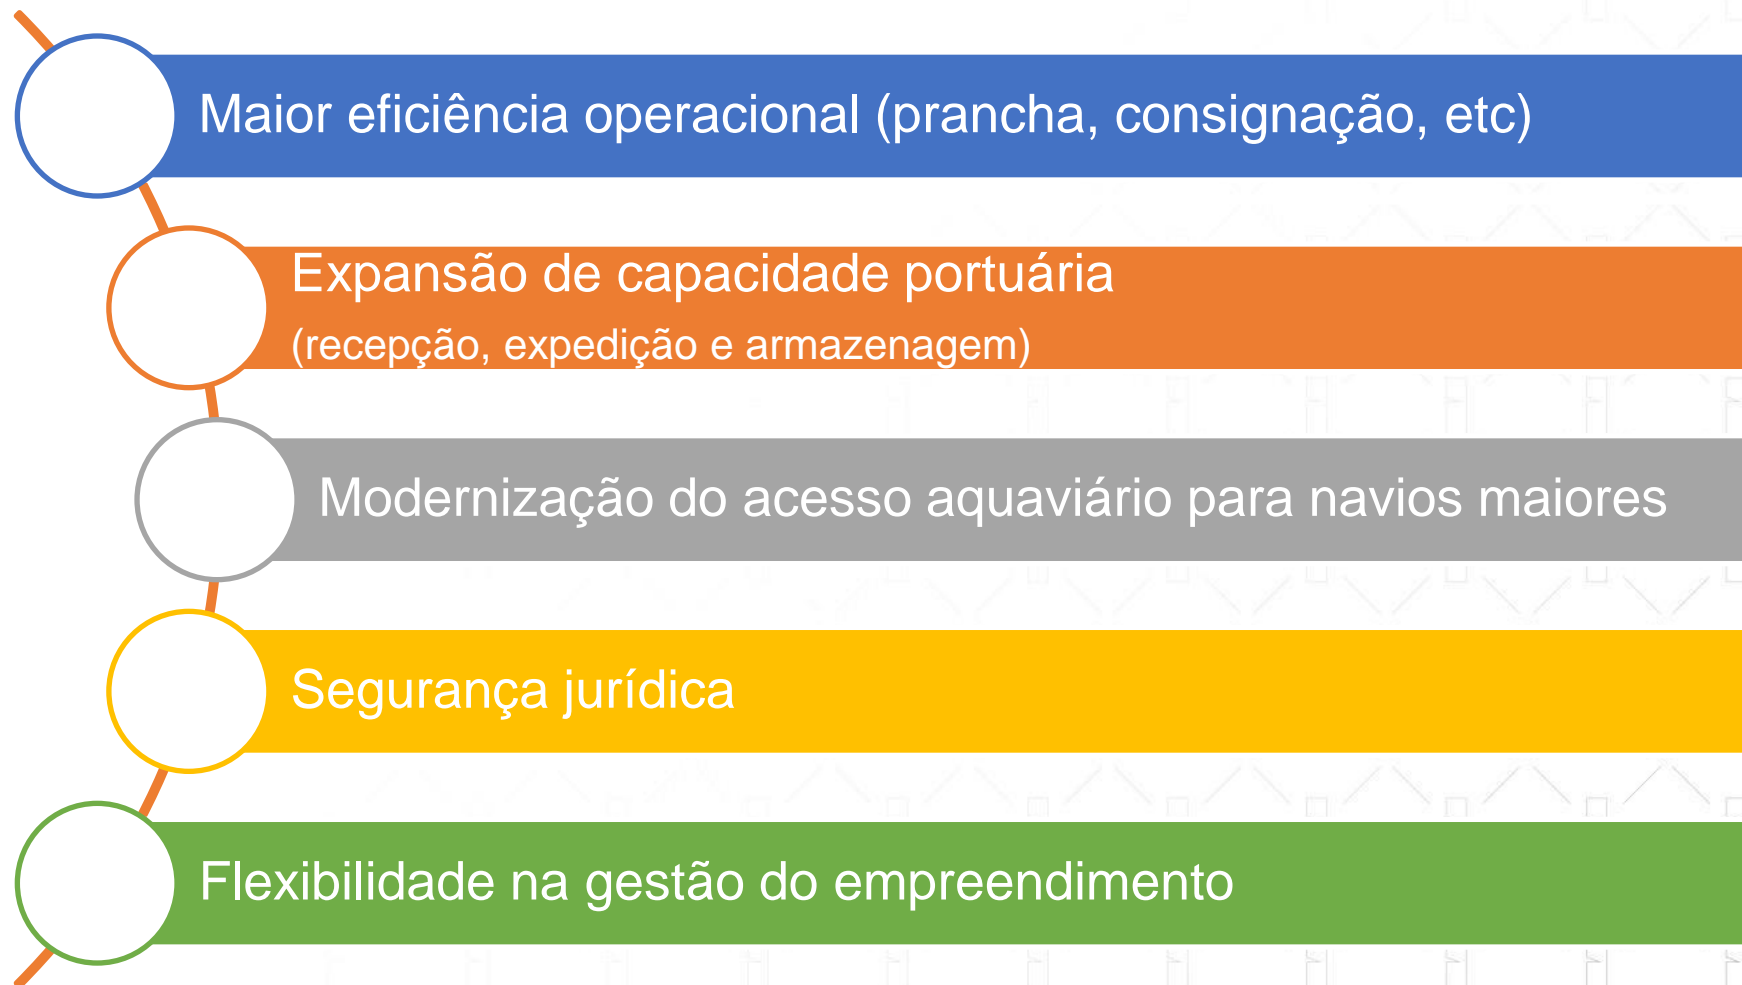 Maior eficiência operacional (prancha, consignação, etc)
Expansão de capacidade portuária
(recepção, expedição e armazenagem)
Modernização do acesso aquaviário para navios maiores
Segurança jurídica
Flexibilidade na gestão do empreendimento